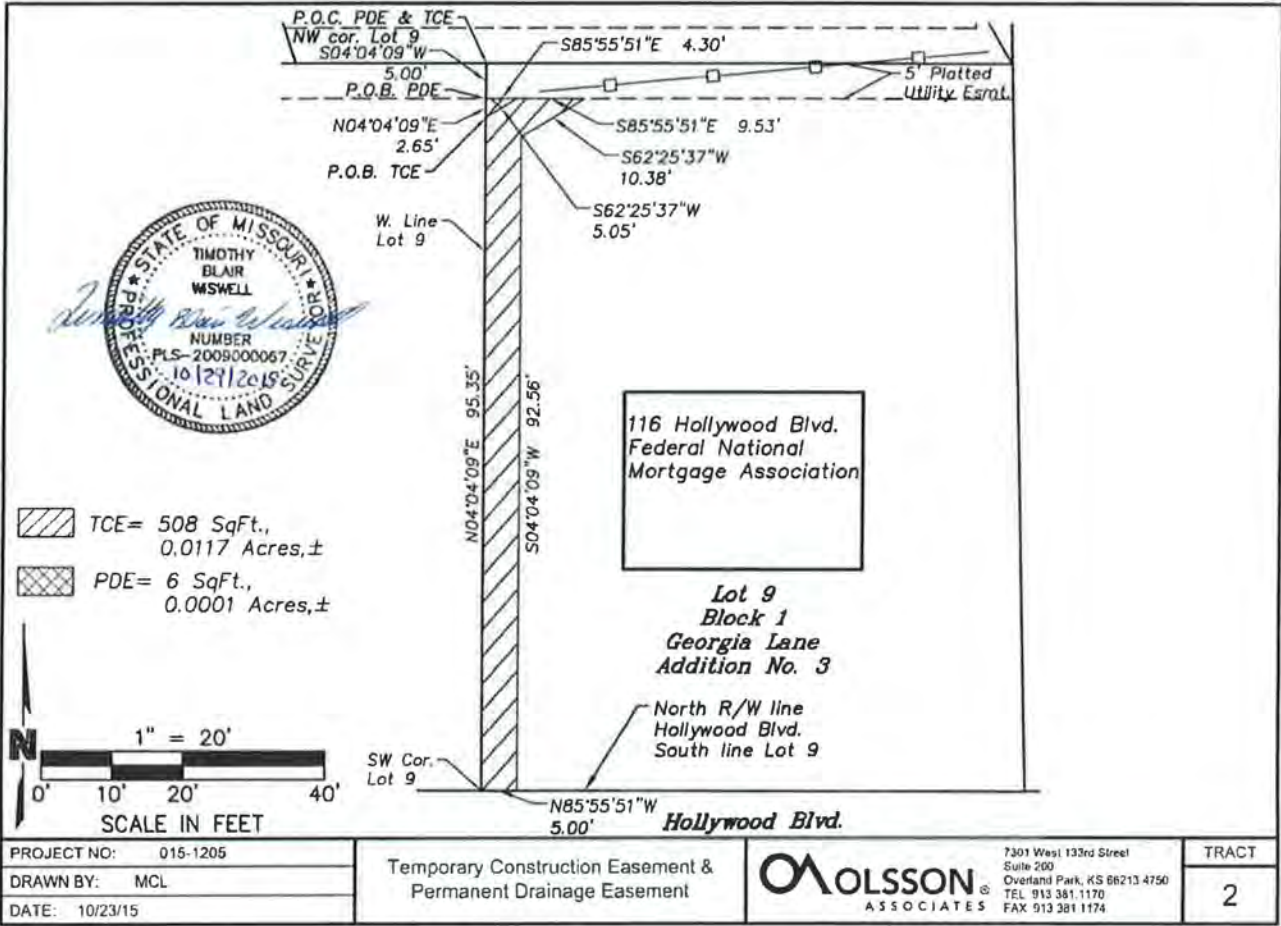 P.O.C. PDE & TCE
NW cor. Lot 9
S04°04'09"W
5.00'
P.O.B. PDE
S85°55'51"E 4.30'
5' Platted
Utility Esmt.
N04°04'09"E
2.65'
P.O.B. TCE
S85°55'51"E 9.53'
S62°25'37"W
10.38'
S62°25'37"W
5.05'
W. Line
Lot 9
STATE OF MISSOURI
TIMOTHY
BLAIR
WISWELL
NUMBER
PLS-2009000067
10/29/2015
PROFESSIONAL LAND SURVEYOR
N04°04'09"E 95.35'
S04°04'09"W 92.56'
116 Hollywood Blvd.
Federal National
Mortgage Association
TCE= 508 SqFt.,
0.0117 Acres,±
PDE= 6 SqFt.,
0.0001 Acres,±
Lot 9
Block 1
Georgia Lane
Addition No. 3
North R/W line
Hollywood Blvd.
South line Lot 9
N
1" = 20'
0' 10' 20' 40'
SCALE IN FEET
SW Cor.
Lot 9
N85°55'51"W
5.00'
Hollywood Blvd.
PROJECT NO: 015-1205
DRAWN BY: MCL
DATE: 10/23/15
Temporary Construction Easement &
Permanent Drainage Easement
OLSSON ®
ASSOCIATES
7301 West 133rd Street
Suite 200
Overland Park, KS 66213-4750
TEL 913.381.1170
FAX 913.381.1174
TRACT
2